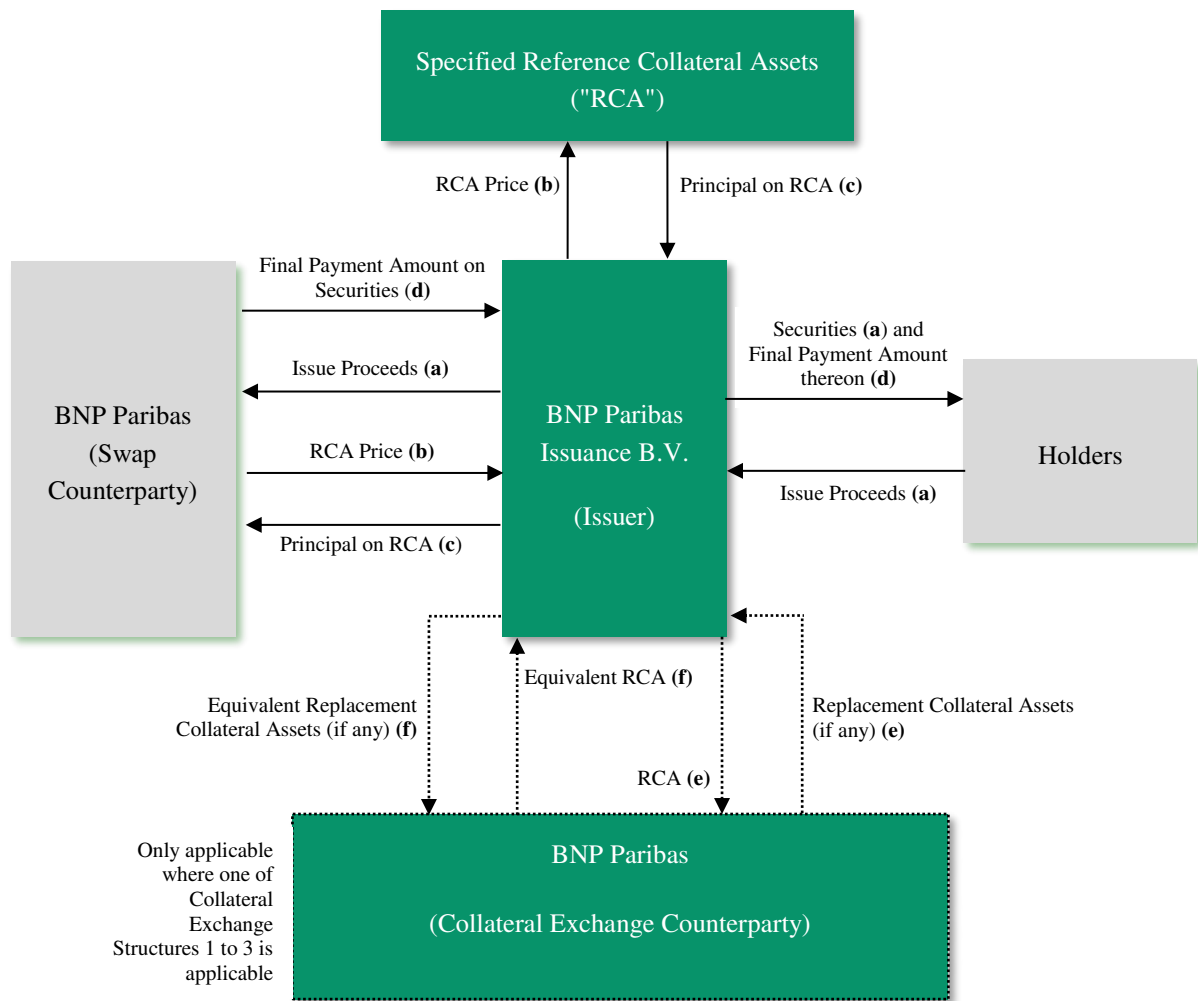 Specified Reference Collateral Assets
("RCA")
RCA Price (b)
Principal on RCA (c)
Final Payment Amount on
Securities (d)
Issue Proceeds (a)
RCA Price (b)
Principal on RCA (c)
BNP Paribas
(Swap
Counterparty)
BNP Paribas
Issuance B.V.
(Issuer)
Securities (a) and
Final Payment Amount
thereon (d)
Issue Proceeds (a)
Holders
Equivalent Replacement
Collateral Assets (if any) (f)
Equivalent RCA (f)
RCA (e)
Replacement Collateral Assets
(if any) (e)
Only applicable
where one of
Collateral
Exchange
Structures 1 to 3 is
applicable
BNP Paribas
(Collateral Exchange Counterparty)